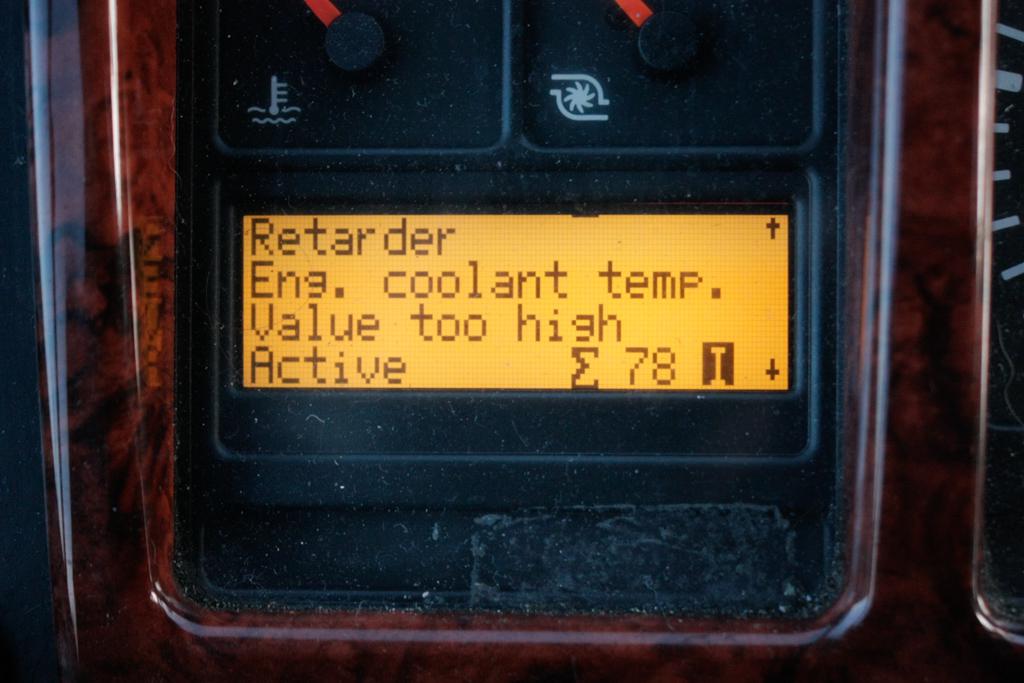 Retarder
Eng. coolant temp.
Value too high
Active Σ 78